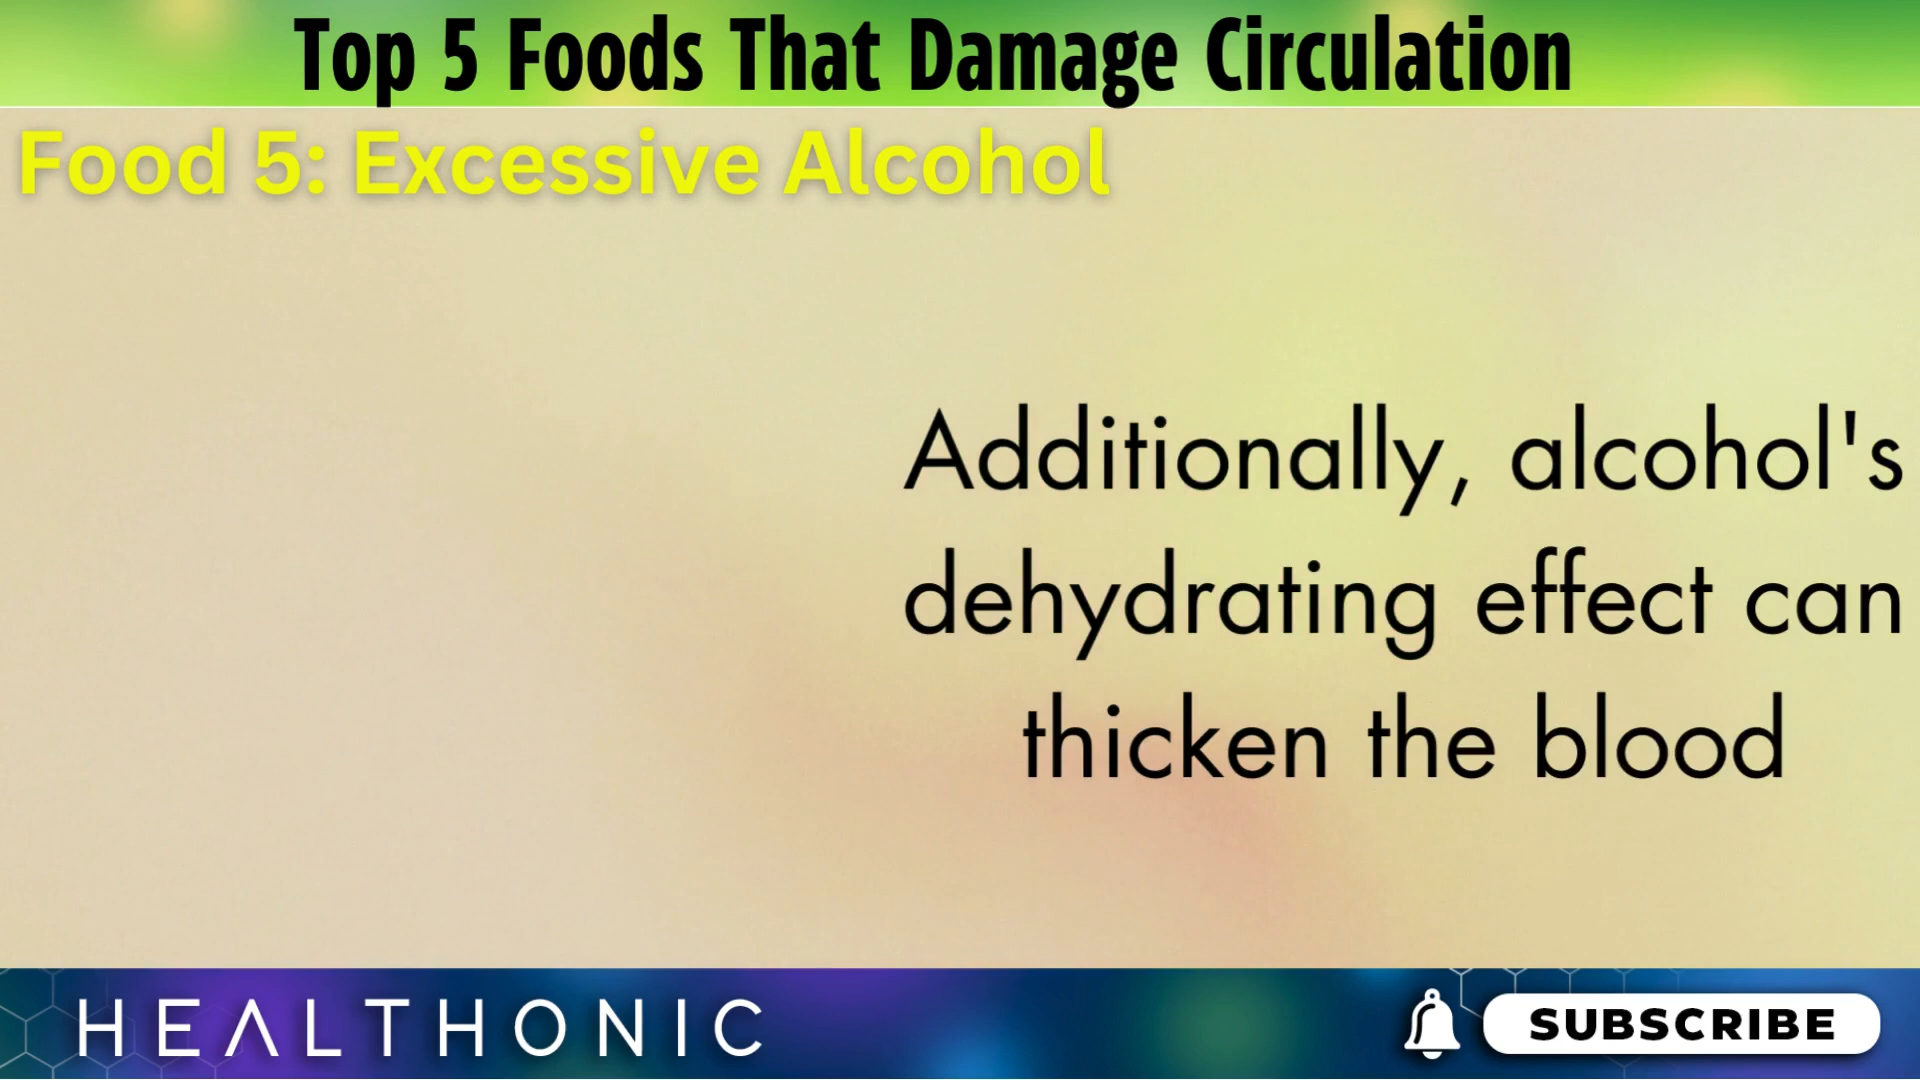 Top 5 Foods That Damage Circulation
Food 5: Excessive Alcohol
Additionally, alcohol's
dehydrating effect can
thicken the blood
HEALTHONIC
SUBSCRIBE